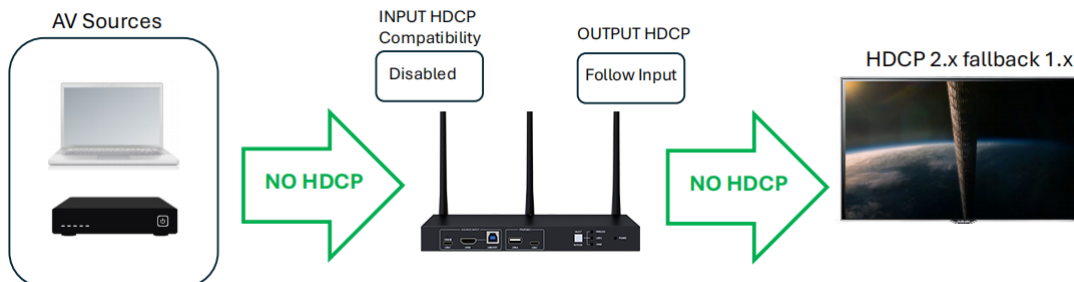 AV Sources
INPUT HDCP
Compatibility
Disabled
OUTPUT HDCP
Follow Input
HDCP 2.x fallback 1.x
NO HDCP
NO HDCP